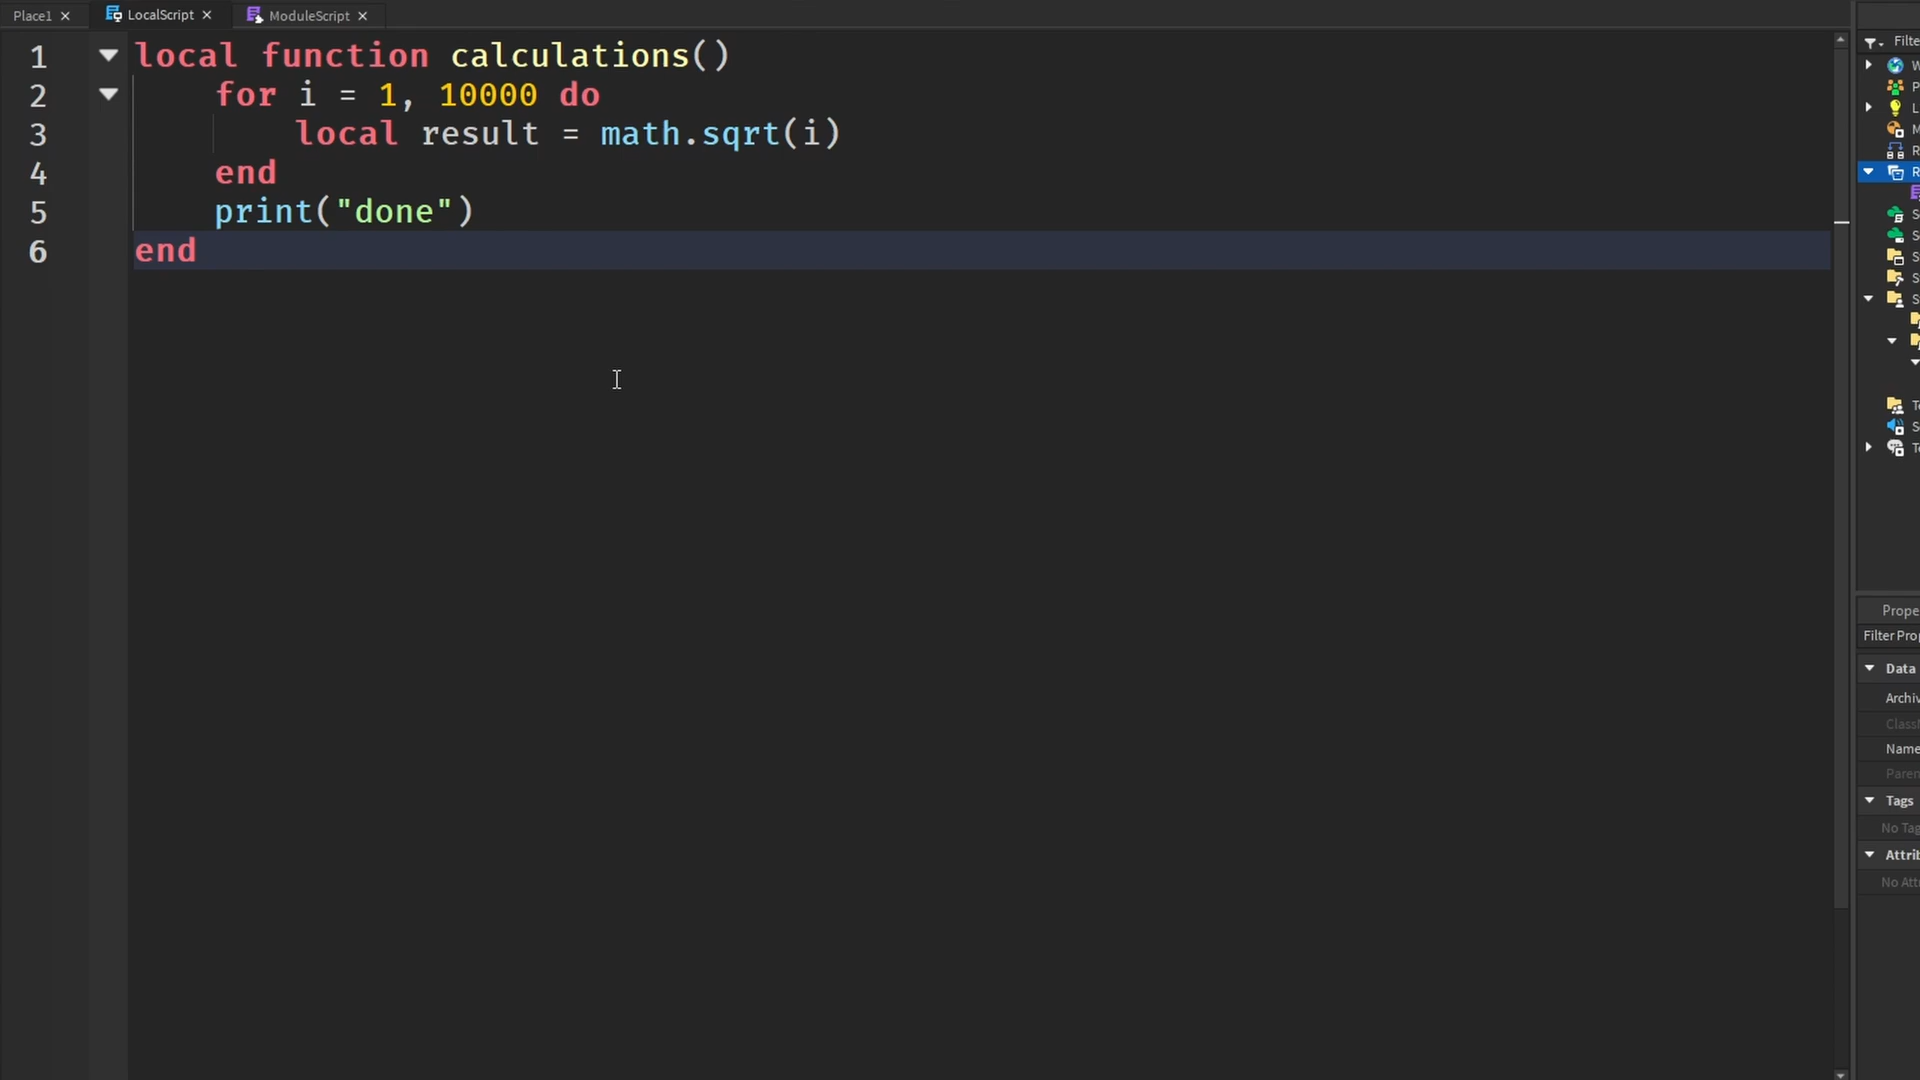 Place1
LocalScript
ModuleScript
1 local function calculations()
2 for i = 1, 10000 do
3 local result = math.sqrt(i)
4 end
5 print("done")
6 end
Filte
W
P
L
M
R
R
S
S
S
S
S
T
S
T
Prope
Filter Pro
Data
Archiv
Class
Name
Paren
Tags
No Tag
Attrib
No Att